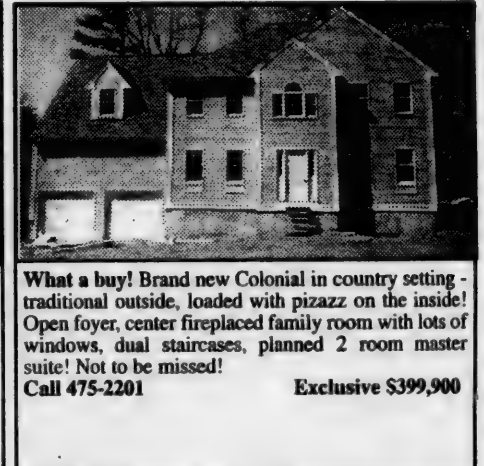 What a buy! Brand new Colonial in country setting -
traditional outside, loaded with pizazz on the inside!
Open foyer, center fireplaced family room with lots of
windows, dual staircases, planned 2 room master
suite! Not to be missed!
Call 475-2201 Exclusive $399,900